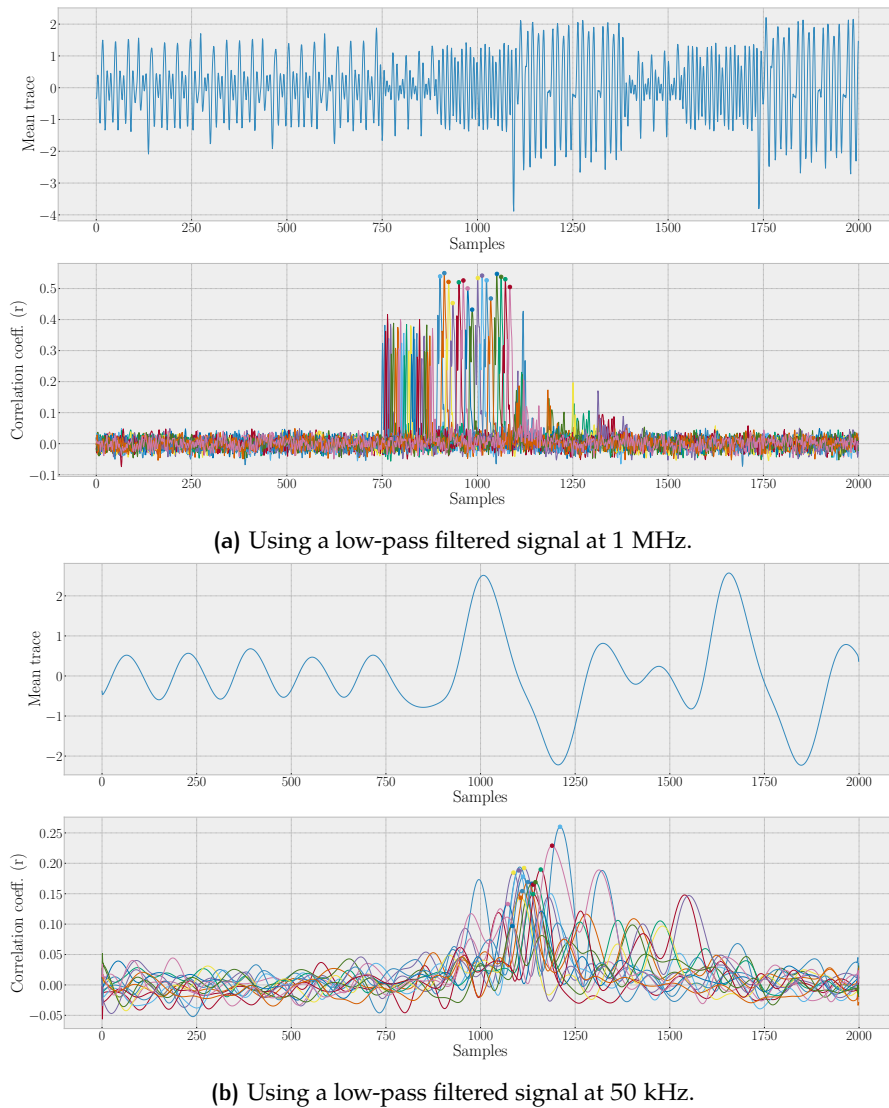 2
1
0
−1
−2
−3
−4
Mean trace
0 250 500 750 1000 1250 1500 1750 2000
Samples
0.5
0.4
0.3
0.2
0.1
0.0
−0.1
Correlation coeff. (r)
0 250 500 750 1000 1250 1500 1750 2000
Samples
(a) Using a low-pass filtered signal at 1 MHz.
2
1
0
−1
−2
Mean trace
0 250 500 750 1000 1250 1500 1750 2000
Samples
0.25
0.20
0.15
0.10
0.05
0.00
−0.05
Correlation coeff. (r)
0 250 500 750 1000 1250 1500 1750 2000
Samples
(b) Using a low-pass filtered signal at 50 kHz.